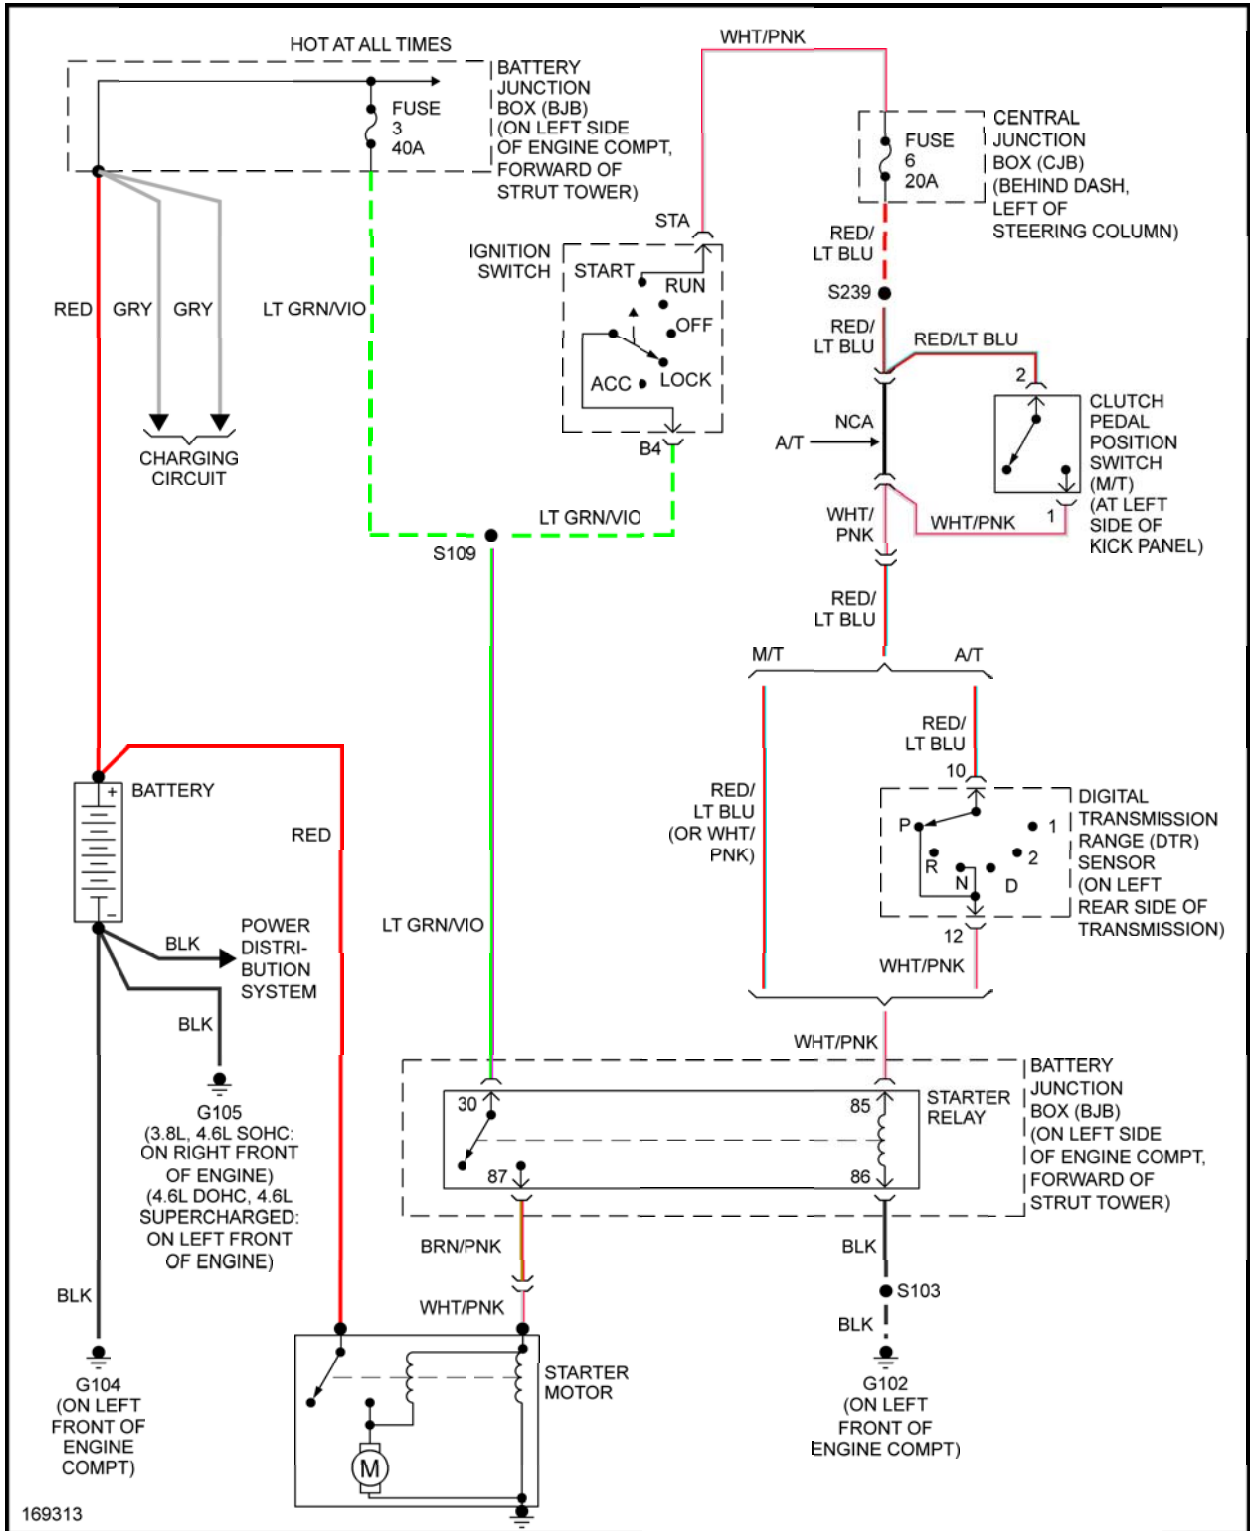 HOT AT ALL TIMES
BATTERY
JUNCTION
BOX (BJB)
(ON LEFT SIDE
OF ENGINE COMPT,
FORWARD OF
STRUT TOWER)
FUSE
3
40A
WHT/PNK
FUSE
6
20A
CENTRAL
JUNCTION
BOX (CJB)
(BEHIND DASH,
LEFT OF
STEERING COLUMN)
STA
IGNITION
SWITCH
START
RUN
OFF
LOCK
ACC
B4
RED/
LT BLU
S239
RED/
LT BLU
RED/LT BLU
2
RED
GRY
GRY
LT GRN/VIO
CHARGING
CIRCUIT
NCA
A/T
CLUTCH
PEDAL
POSITION
SWITCH
(M/T)
(AT LEFT
SIDE OF
KICK PANEL)
1
WHT/
PNK
WHT/PNK
LT GRN/VIO
S109
RED/
LT BLU
M/T
A/T
RED/
LT BLU
10
BATTERY
+
–
RED
RED/
LT BLU
(OR WHT/
PNK)
P
R
N
D
2
1
DIGITAL
TRANSMISSION
RANGE (DTR)
SENSOR
(ON LEFT
REAR SIDE OF
TRANSMISSION)
12
WHT/PNK
BLK
POWER
DISTRI-
BUTION
SYSTEM
LT GRN/VIO
BLK
G105
(3.8L, 4.6L SOHC:
ON RIGHT FRONT
OF ENGINE)
(4.6L DOHC, 4.6L
SUPERCHARGED:
ON LEFT FRONT
OF ENGINE)
WHT/PNK
30
85
87
86
STARTER
RELAY
BATTERY
JUNCTION
BOX (BJB)
(ON LEFT SIDE
OF ENGINE COMPT,
FORWARD OF
STRUT TOWER)
BRN/PNK
WHT/PNK
BLK
S103
BLK
BLK
G104
(ON LEFT
FRONT OF
ENGINE
COMPT)
STARTER
MOTOR
M
G102
(ON LEFT
FRONT OF
ENGINE COMPT)
169313